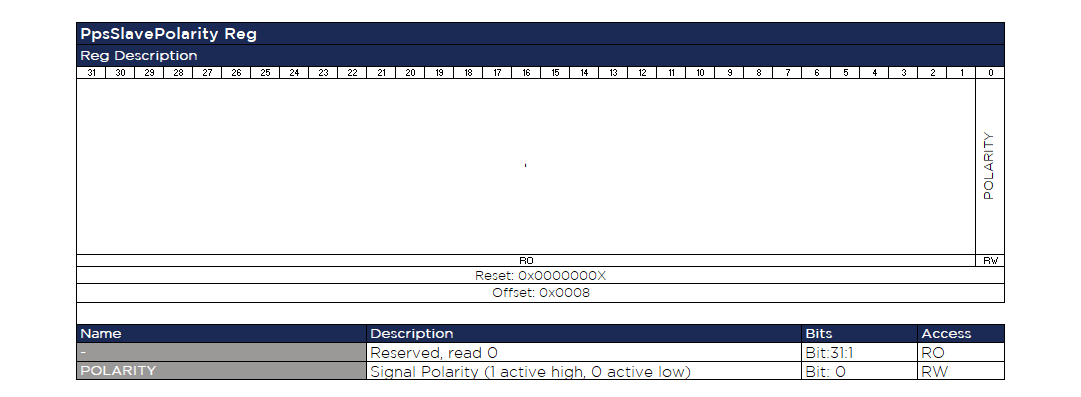 PpsSlavePolarity Reg
Reg Description
31 30 29 28 27 26 25 24 23 22 21 20 19 18 17 16 15 14 13 12 11 10 9 8 7 6 5 4 3 2 1 0
POLARITY
RO RW
Reset: 0x0000000X
Offset: 0x0008
Name Description Bits Access
- Reserved, read 0 Bit:31:1 RO
POLARITY Signal Polarity (1 active high, 0 active low) Bit: 0 RW